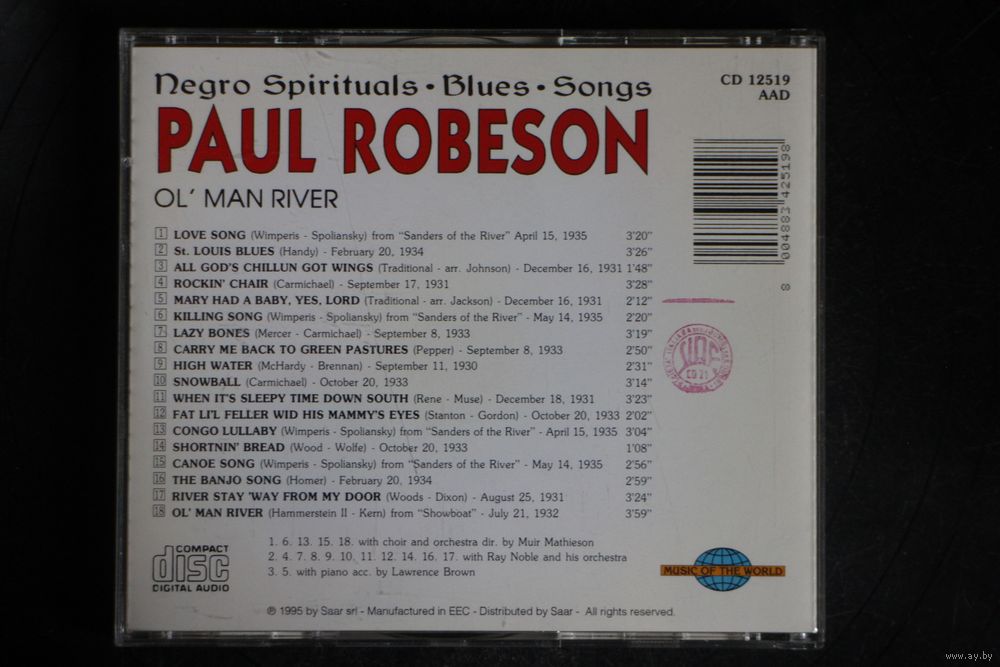 Negro Spirituals • Blues • Songs
CD 12519
AAD
PAUL ROBESON
OL' MAN RIVER
1 LOVE SONG (Wimperis - Spoliansky) from "Sanders of the River" April 15, 1935 3'20"
2 St. LOUIS BLUES (Handy) - February 20, 1934 3'26"
3 ALL GOD'S CHILLUN GOT WINGS (Traditional - arr. Johnson) - December 16, 1931 1'48"
4 ROCKIN' CHAIR (Carmichael) - September 17, 1931 3'28"
5 MARY HAD A BABY, YES, LORD (Traditional - arr. Jackson) - December 16, 1931 2'12"
6 KILLING SONG (Wimperis - Spoliansky) from "Sanders of the River" - May 14, 1935 2'20"
7 LAZY BONES (Mercer - Carmichael) - September 8, 1933 3'19"
8 CARRY ME BACK TO GREEN PASTURES (Pepper) - September 8, 1933 2'50"
9 HIGH WATER (McHardy - Brennan) - September 11, 1930 2'31"
10 SNOWBALL (Carmichael) - October 20, 1933 3'14"
11 WHEN IT'S SLEEPY TIME DOWN SOUTH (Rene - Muse) - December 18, 1931 3'23"
12 FAT LI'L FELLER WID HIS MAMMY'S EYES (Stanton - Gordon) - October 20, 1933 2'02"
13 CONGO LULLABY (Wimperis - Spoliansky) from "Sanders of the River" - April 15, 1935 3'04"
14 SHORTNIN' BREAD (Wood - Wolfe) - October 20, 1933 1'08"
15 CANOE SONG (Wimperis - Spoliansky) from "Sanders of the River" - May 14, 1935 2'56"
16 THE BANJO SONG (Homer) - February 20, 1934 2'59"
17 RIVER STAY 'WAY FROM MY DOOR (Woods - Dixon) - August 25, 1931 3'24"
18 OL' MAN RIVER (Hammerstein II - Kern) from "Showboat" - July 21, 1932 3'59"
1. 6. 13. 15. 18. with choir and orchestra dir. by Muir Mathieson
2. 4. 7. 8. 9. 10. 11. 12. 14. 16. 17. with Ray Noble and his orchestra
3. 5. with piano acc. by Lawrence Brown
COMPACT
disc
DIGITAL AUDIO
MUSIC OF THE WORLD
℗ 1995 by Saar srl - Manufactured in EEC - Distributed by Saar - All rights reserved.
8 004883 425198
www.ay.by